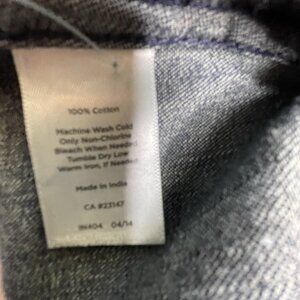 100% Cotton
Machine Wash Cold
Only Non-Chlorine
Bleach When Needed
Tumble Dry Low
Warm Iron, If Needed
Made in India
CA #23147
IN404 04/14